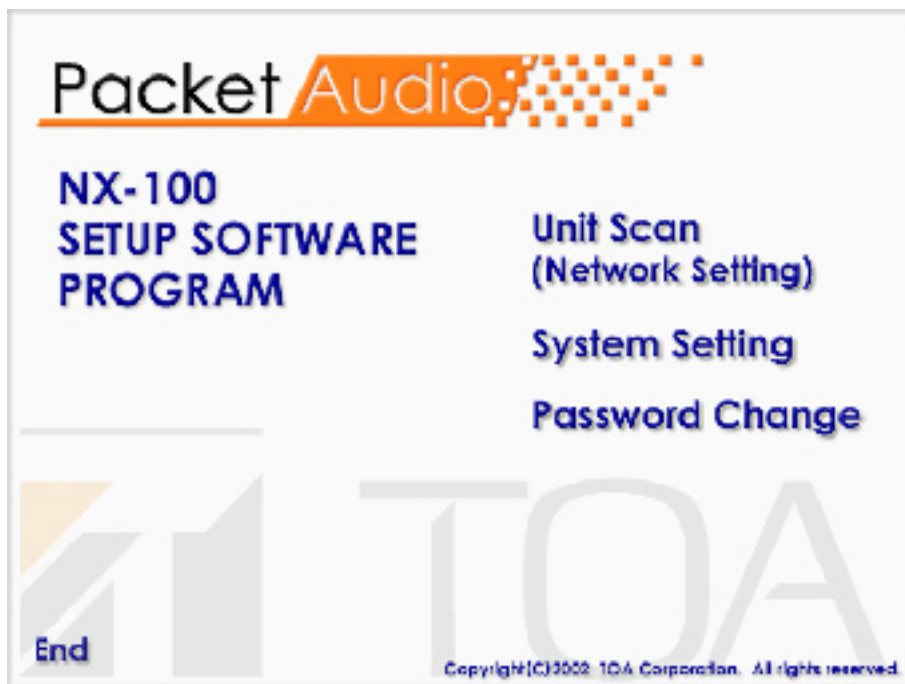 Packet Audio
NX-100
SETUP SOFTWARE
PROGRAM
Unit Scan
(Network Setting)
System Setting
Password Change
TOA
End
Copyright(C)2002 TOA Corporation. All rights reserved.